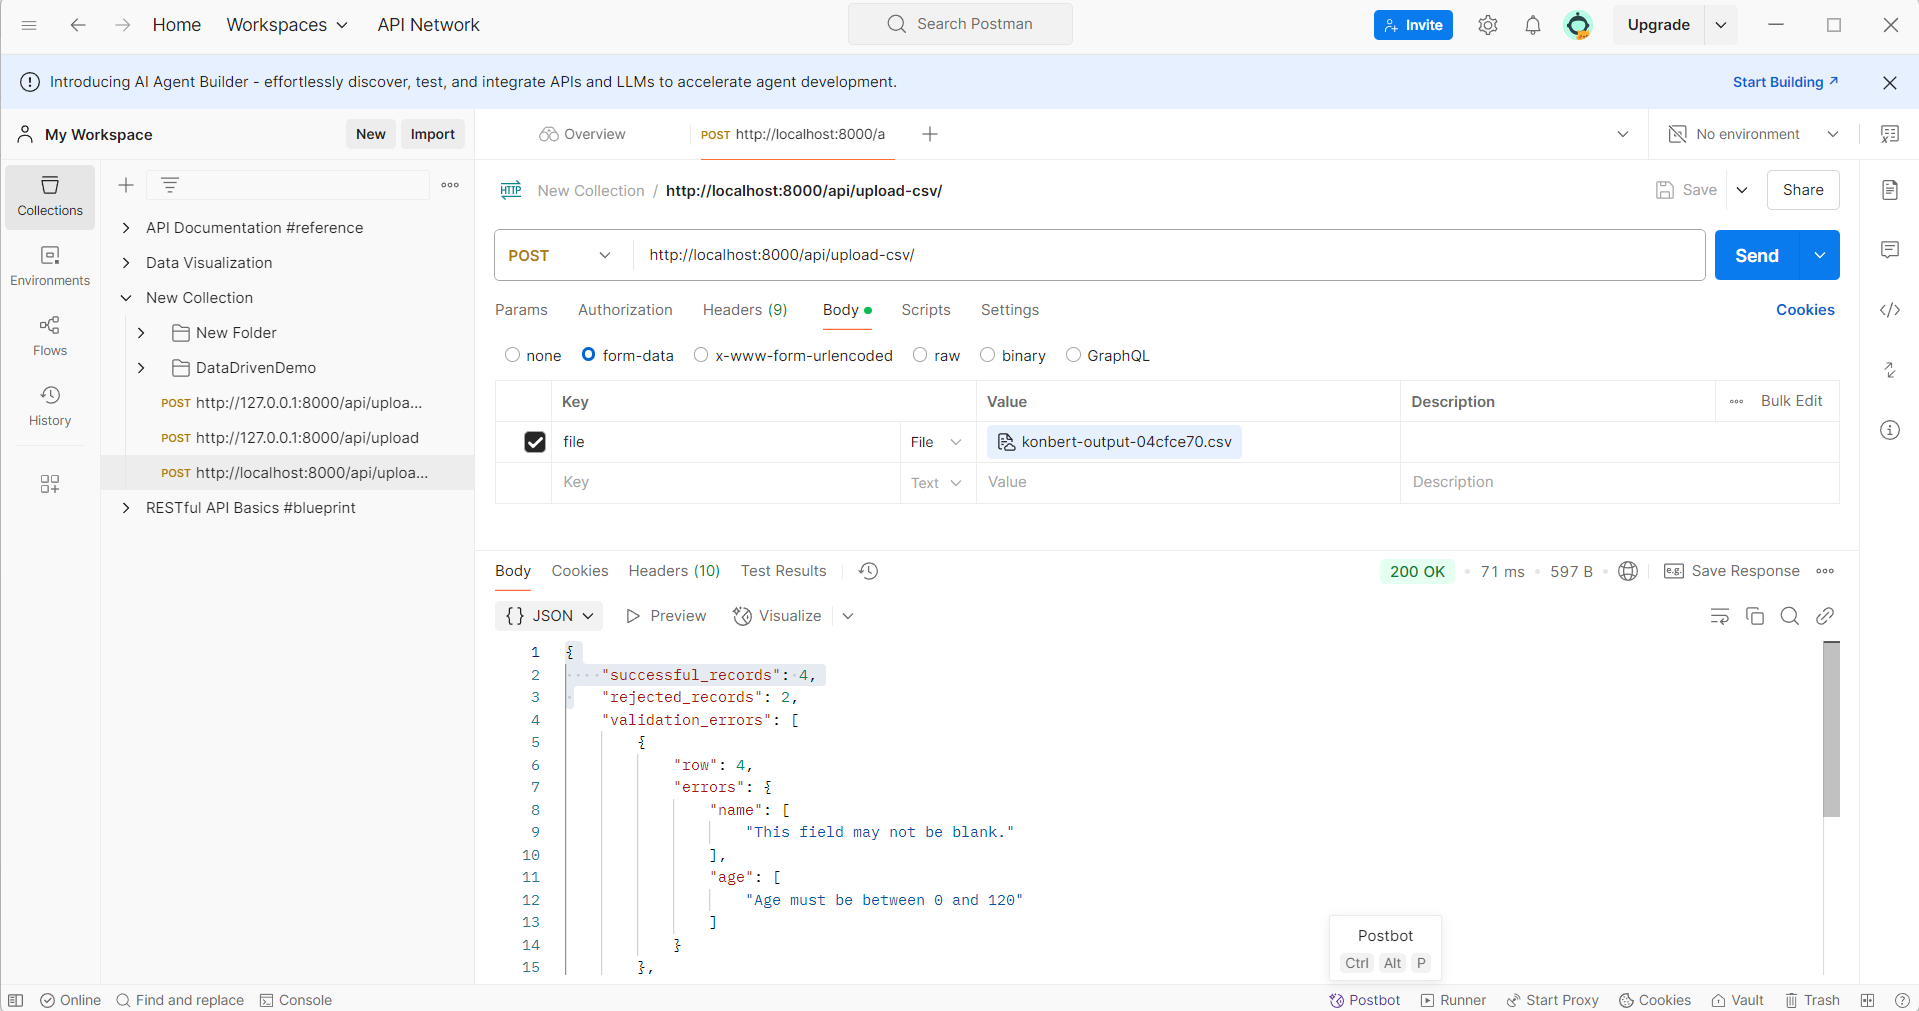 Home Workspaces API Network Search Postman Invite Upgrade
Introducing AI Agent Builder - effortlessly discover, test, and integrate APIs and LLMs to accelerate agent development. Start Building ↗
My Workspace New Import
Overview POST http://localhost:8000/a No environment
Collections
Environments
Flows
History
API Documentation #reference
Data Visualization
New Collection
New Folder
DataDrivenDemo
POST http://127.0.0.1:8000/api/uploa...
POST http://127.0.0.1:8000/api/upload
POST http://localhost:8000/api/uploa...
RESTful API Basics #blueprint
HTTP New Collection / http://localhost:8000/api/upload-csv/ Save Share
POST http://localhost:8000/api/upload-csv/ Send
Params Authorization Headers (9) Body Scripts Settings Cookies
none form-data x-www-form-urlencoded raw binary GraphQL
Key Value Description Bulk Edit
file File konbert-output-04cfce70.csv
Key Text Value Description
Body Cookies Headers (10) Test Results 200 OK 71 ms 597 B e.g. Save Response
{} JSON Preview Visualize
1 {
2 "successful_records": 4,
3 "rejected_records": 2,
4 "validation_errors": [
5 {
6 "row": 4,
7 "errors": {
8 "name": [
9 "This field may not be blank."
10 ],
11 "age": [
12 "Age must be between 0 and 120"
13 ]
14 }
15 },
Postbot
Ctrl Alt P
Online Find and replace Console Postbot Runner Start Proxy Cookies Vault Trash